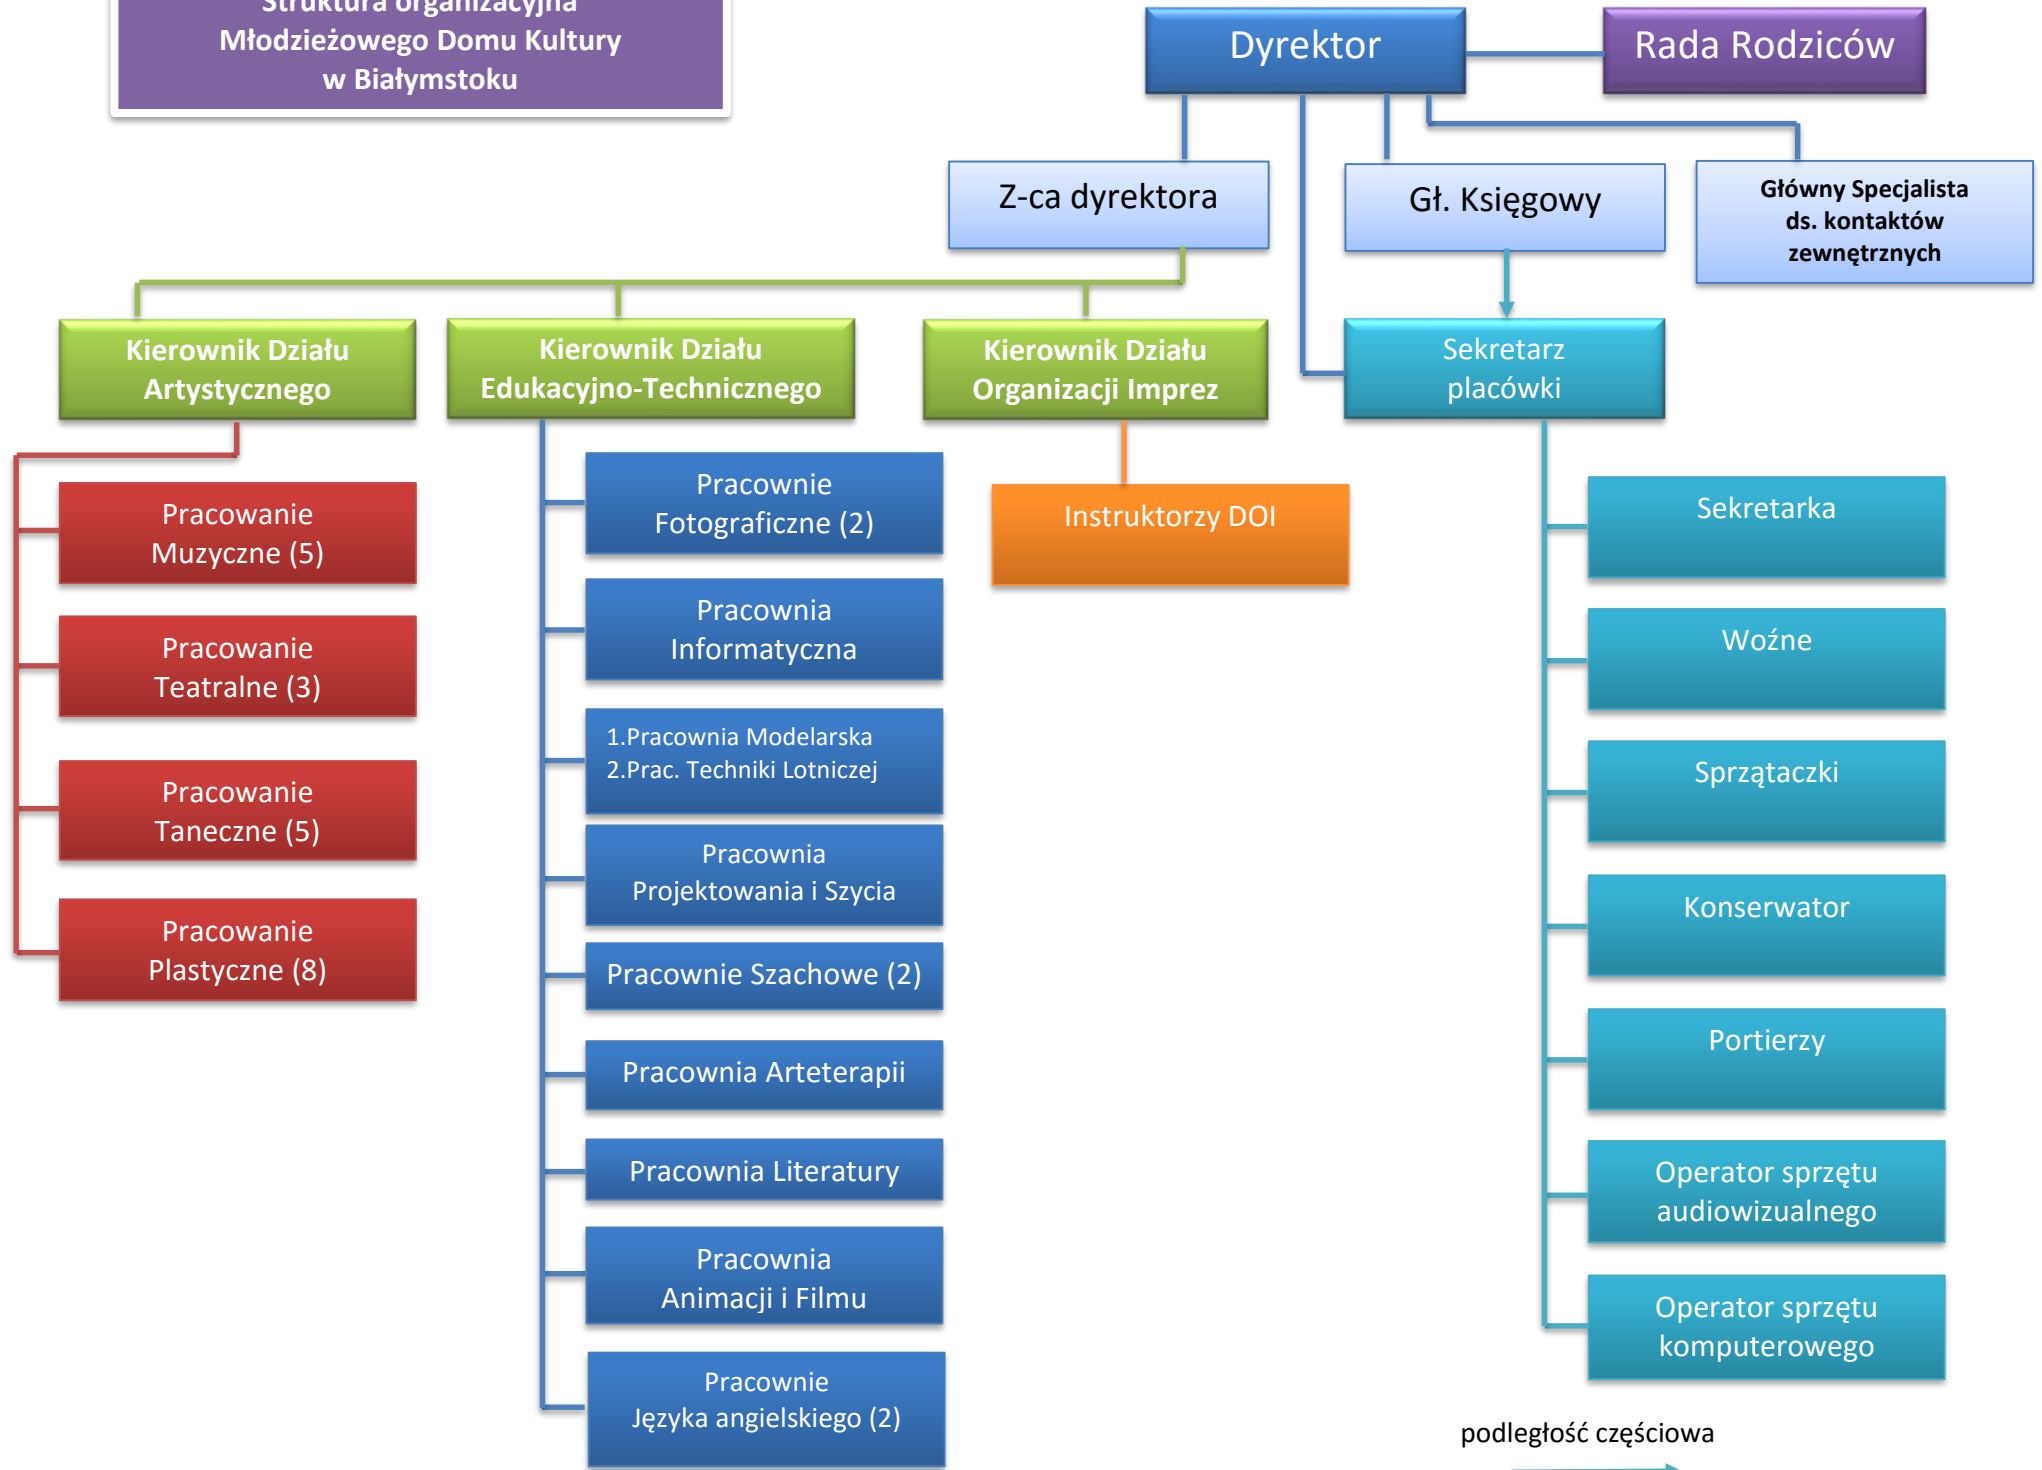 Struktura organizacyjna
Młodzieżowego Domu Kultury
w Białymstoku
Dyrektor
Rada Rodziców
Z-ca dyrektora
Gł. Księgowy
Główny Specjalista
ds. kontaktów
zewnętrznych
Kierownik Działu
Artystycznego
Kierownik Działu
Edukacyjno-Technicznego
Kierownik Działu
Organizacji Imprez
Sekretarz
placówki
Pracowanie
Muzyczne (5)
Pracowanie
Teatralne (3)
Pracowanie
Taneczne (5)
Pracowanie
Plastyczne (8)
Pracownie
Fotograficzne (2)
Pracownia
Informatyczna
1.Pracownia Modelarska
2.Prac. Techniki Lotniczej
Pracownia
Projektowania i Szycia
Pracownie Szachowe (2)
Pracownia Arteterapii
Pracownia Literatury
Pracownia
Animacji i Filmu
Pracownie
Języka angielskiego (2)
Instruktorzy DOI
Sekretarka
Woźne
Sprzątaczki
Konserwator
Portierzy
Operator sprzętu
audiowizualnego
Operator sprzętu
komputerowego
podległość częściowa